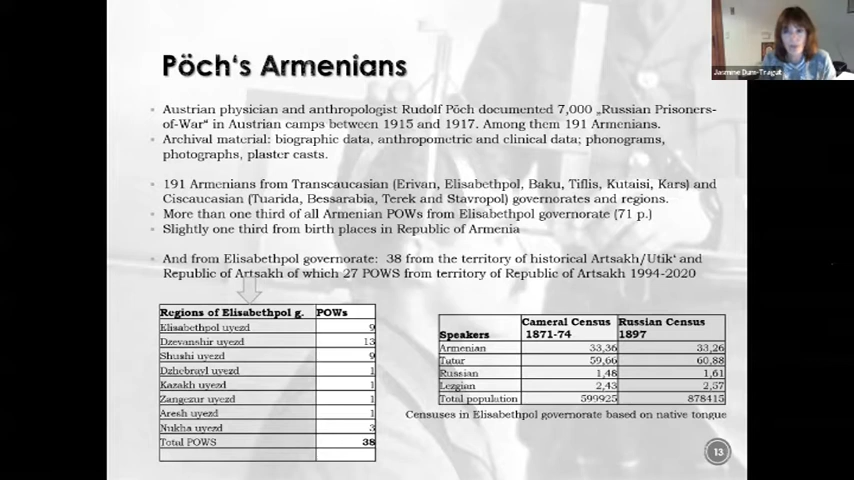 Pöch‘s Armenians
Jasmine Dum-Tragut
Austrian physician and anthropologist Rudolf Pöch documented 7,000 „Russian Prisoners-
of-War“ in Austrian camps between 1915 and 1917. Among them 191 Armenians.
Archival material: biographic data, anthropometric and clinical data; phonograms,
photographs, plaster casts.
191 Armenians from Transcaucasian (Erivan, Elisabethpol, Baku, Tiflis, Kutaisi, Kars) and
Ciscaucasian (Tuarida, Bessarabia, Terek and Stavropol) governorates and regions.
More than one third of all Armenian POWs from Elisabethpol governorate (71 p.)
Slightly one third from birth places in Republic of Armenia
And from Elisabethpol governorate: 38 from the territory of historical Artsakh/Utik‘ and
Republic of Artsakh of which 27 POWS from territory of Republic of Artsakh 1994-2020
Regions of Elisabethpol g. POWs
Elisabethpol uyezd 9
Dzevanshir uyezd 13
Shushi uyezd 9
Dzhebrayl uyezd 1
Kazakh uyezd 1
Zangezur uyezd 1
Aresh uyezd 1
Nukha uyezd 3
Total POWS 38
Speakers Cameral Census 1871-74 Russian Census 1897
Armenian 33,36 33,26
Tatar 59,66 60,88
Russian 1,48 1,61
Lezgian 2,43 2,57
Total population 599925 878415
Censuses in Elisabethpol governorate based on native tongue
13